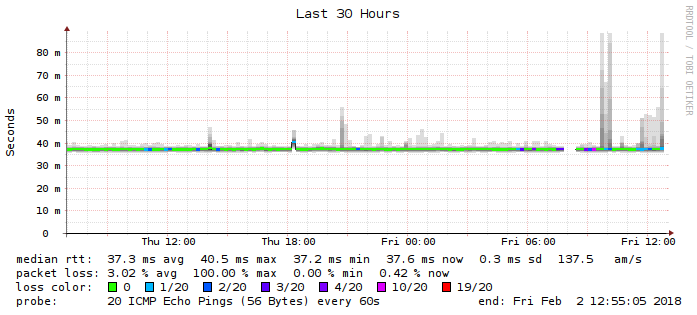 Last 30 Hours
RRDTOOL / TOBI OETIKER
Seconds
80 m
70 m
60 m
50 m
40 m
30 m
20 m
10 m
0
Thu 12:00 Thu 18:00 Fri 00:00 Fri 06:00 Fri 12:00
median rtt: 37.3 ms avg 40.5 ms max 37.2 ms min 37.6 ms now 0.3 ms sd 137.5 am/s
packet loss: 3.02 % avg 100.00 % max 0.00 % min 0.42 % now
loss color: 0 1/20 2/20 3/20 4/20 10/20 19/20
probe: 20 ICMP Echo Pings (56 Bytes) every 60s end: Fri Feb 2 12:55:05 2018